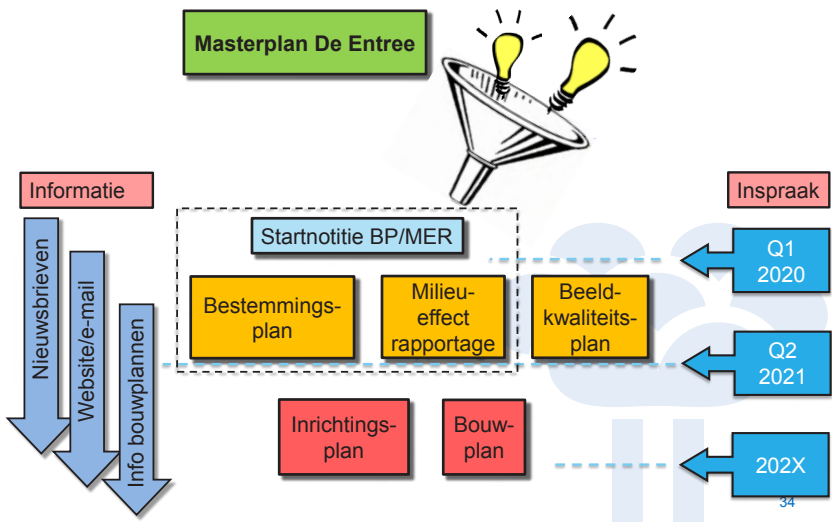 Masterplan De Entree
Informatie
Inspraak
Nieuwsbrieven
Website/e-mail
Info bouwplannen
Startnotitie BP/MER
Bestemmings-
plan
Milieu-
effect
rapportage
Beeld-
kwaliteits-
plan
Inrichtings-
plan
Bouw-
plan
Q1
2020
Q2
2021
202X
34